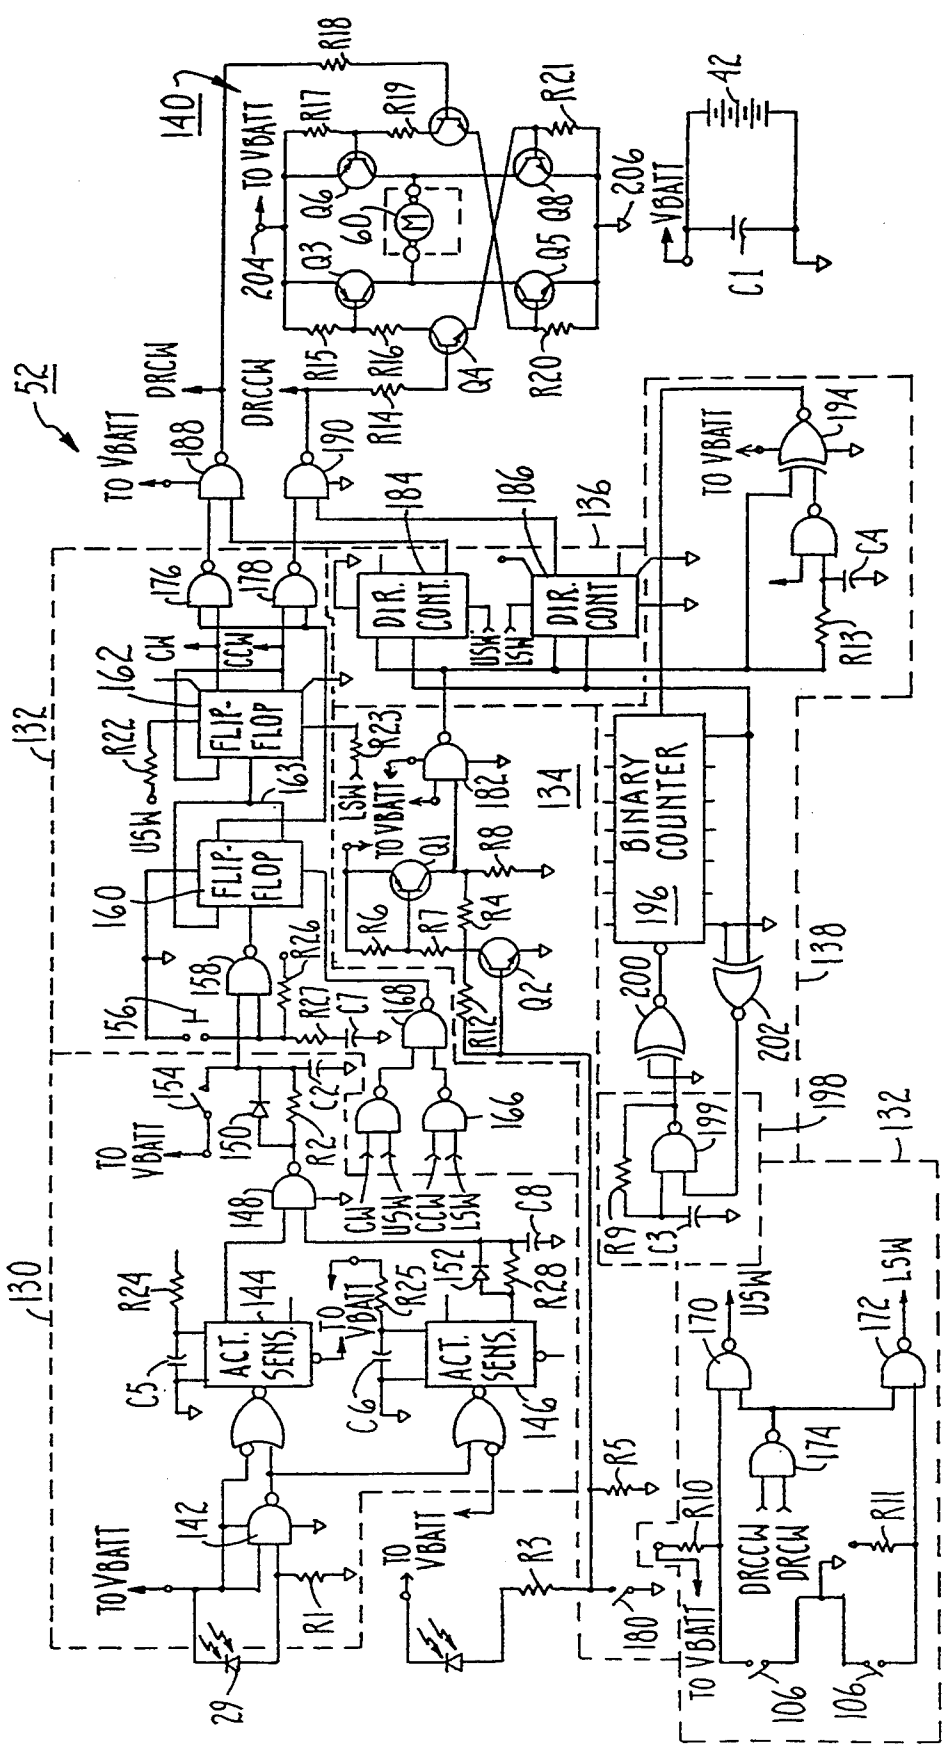 130
132
52
140
TO VBATT
142
29
R1
C5
R24
ACT.
SENS.
144
TO
VBATT
C6
R25
ACT.
SENS.
146
152
R28
C8
148
150
R2
C2
TO
VBATT
154
156
158
R26
R27
C7
CW
USW
CCW
LSW
166
168
160
FLIP-
FLOP
163
USW
R22
162
FLIP-
FLOP
LSW
R23
CW
CCW
176
178
TO VBATT
188
190
DRCW
DRCCW
R14
R18
204
TO VBATT
Q3
Q6
R17
R19
R15
R16
Q4
60
M
Q5
Q8
R20
R21
206
VBATT
C1
42
TO
VBATT
R3
180
R5
R12
Q2
R4
R8
R6
R7
Q1
TO VBATT
182
134
DIR.
CONT.
184
USW
LSW
DIR.
CONT
186
136
R9
C3
199
198
200
202
BINARY
COUNTER
196
138
R13
C4
TO VBATT
194
TO VBATT
R10
106
106
R11
DRCCW
DRCW
174
170
USW
172
LSW
132